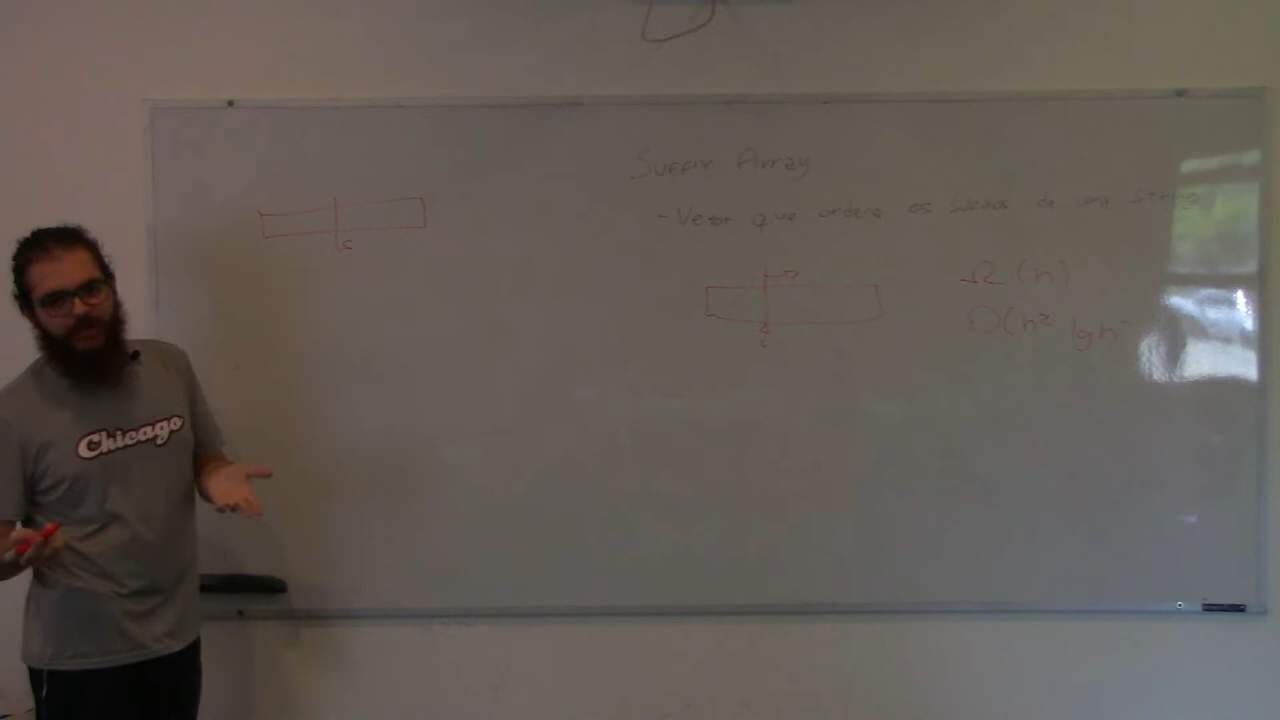 Suffix Array
- Vetor que ordena os sufixos de uma string
Ω(n)
O(n² lg n)
i
Chicago